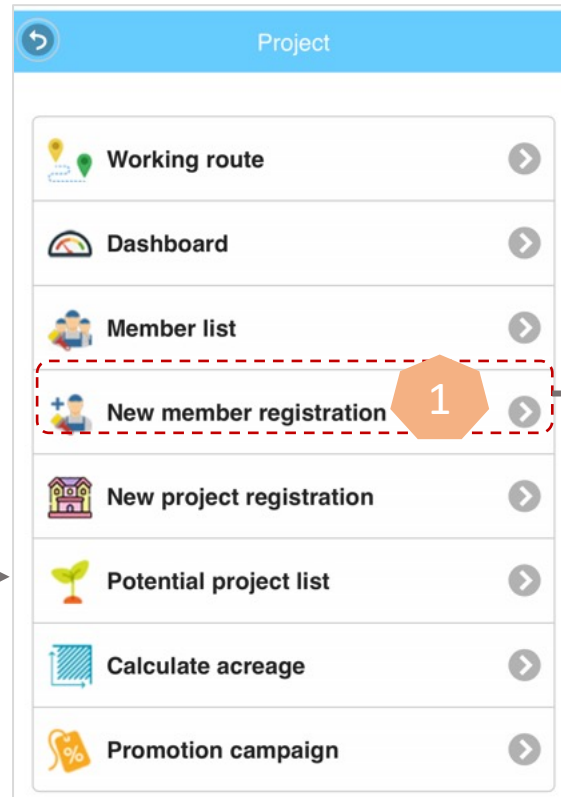 Project
Working route
Dashboard
Member list
New member registration
1
New project registration
Potential project list
Calculate acreage
%
Promotion campaign